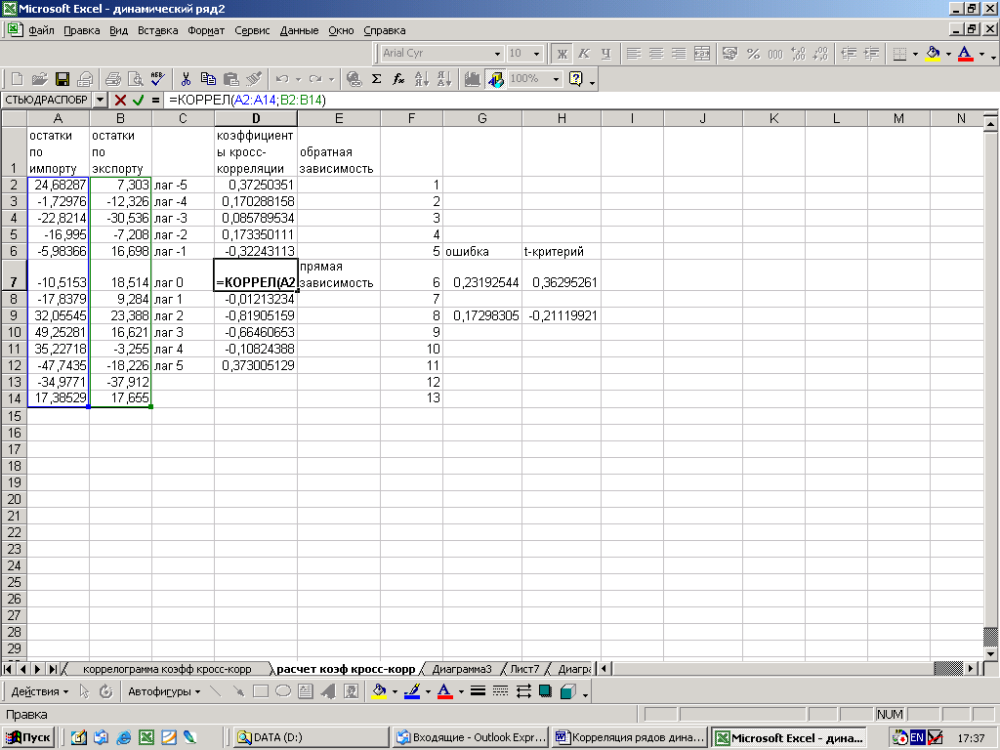 Microsoft Excel - динамический ряд2
Файл Правка Вид Вставка Формат Сервис Данные Окно Справка
Arial Cyr 10 Ж К Ч % 000
100%
СТЬЮДРАСПОБР =КОРРЕЛ(A2:A14;B2:B14)
A B C D E F G H I J K L M N
остатки по импорту остатки по экспорту коэффициенты кросс-корреляции обратная зависимость
1
2 24,68287 7,303 лаг -5 0,37250351 1
3 -1,72976 -12,326 лаг -4 0,170288158 2
4 -22,8214 -30,536 лаг -3 0,085789534 3
5 -16,995 -7,208 лаг -2 0,173350111 4
6 -5,98366 16,698 лаг -1 -0,32243113 5 ошибка t-критерий
7 -10,5153 18,514 лаг 0 =КОРРЕЛ(A2 прямая зависимость 6 0,23192544 0,36295261
8 -17,8379 9,284 лаг 1 -0,01213234 7
9 32,05545 23,388 лаг 2 -0,81905159 8 0,17298305 -0,21119921
10 49,25281 16,621 лаг 3 -0,66460653 9
11 35,22718 -3,255 лаг 4 -0,10824388 10
12 -47,7435 -18,226 лаг 5 0,373005129 11
13 -34,9771 -37,912 12
14 17,38529 17,655 13
15
16
17
18
19
20
21
22
23
24
25
26
27
28
29
коррелограмма коэфф кросс-корр расчет коэф кросс-корр Диаграмма3 Лист7 Диагра
Действия Автофигуры
Правка NUM
Пуск DATA (D:) Входящие - Outlook Expr... Корреляция рядов дина... Microsoft Excel - дина... EN 17:37